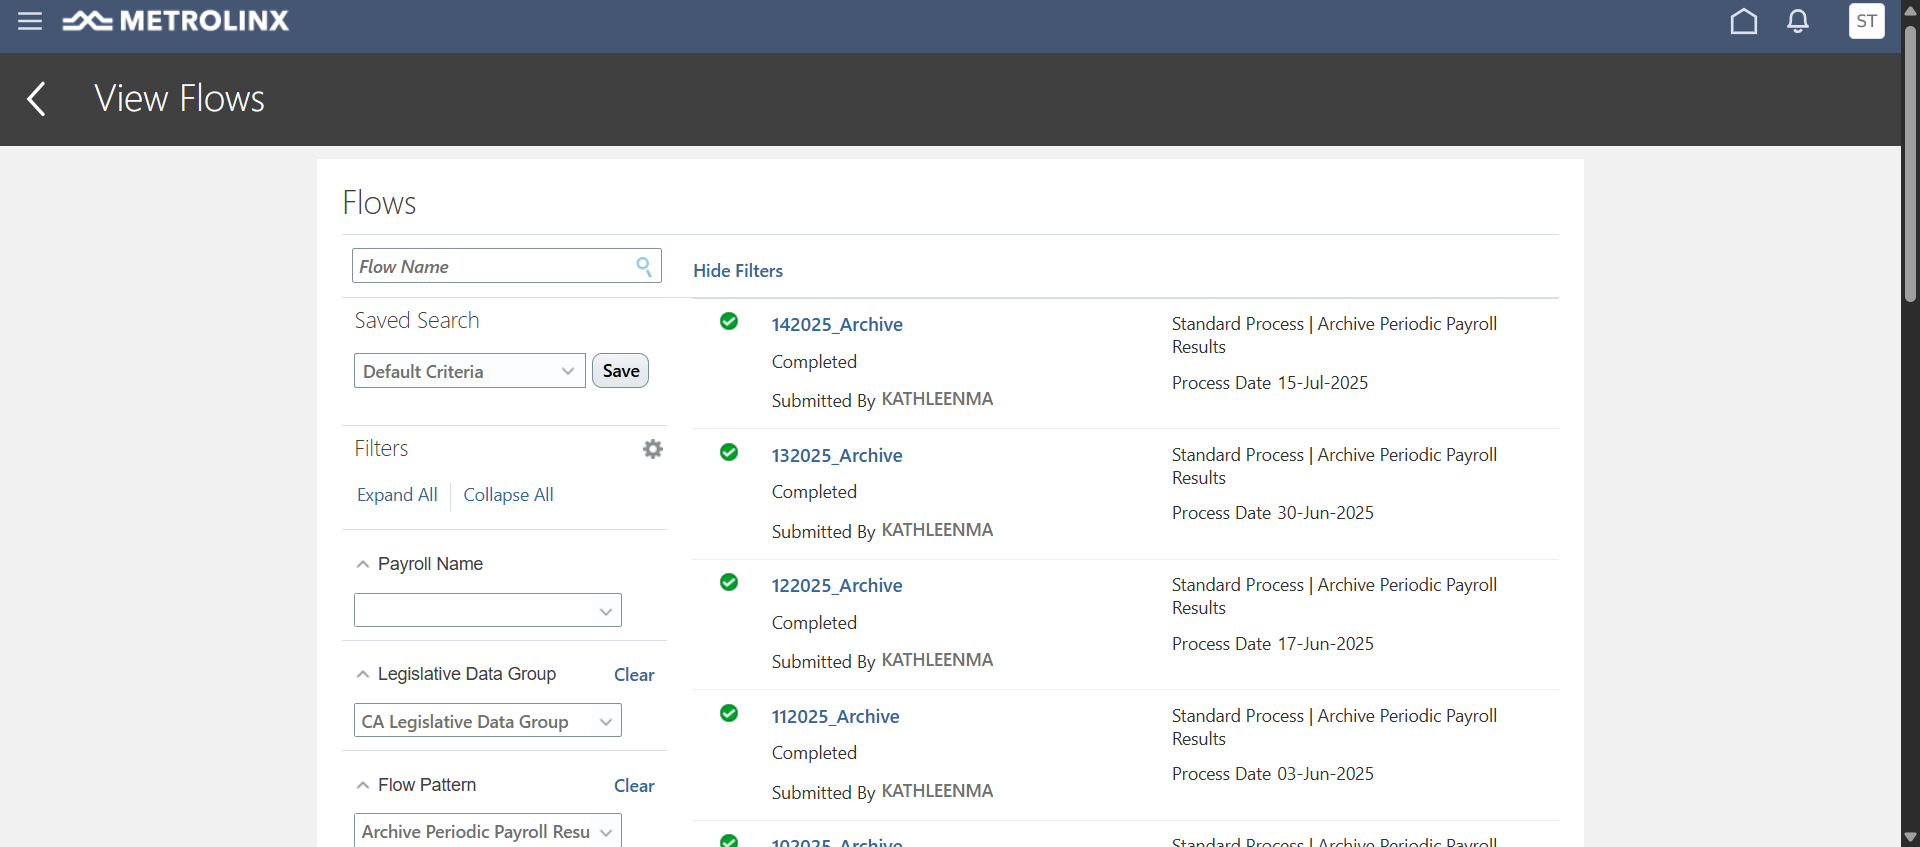 METROLINX
ST
View Flows
Flows
Flow Name
Hide Filters
Saved Search
Default Criteria
Save
Filters
Expand All
Collapse All
Payroll Name
Legislative Data Group
Clear
CA Legislative Data Group
Flow Pattern
Clear
Archive Periodic Payroll Resu
142025_Archive
Completed
Submitted By KATHLEENMA
Standard Process | Archive Periodic Payroll
Results
Process Date 15-Jul-2025
132025_Archive
Completed
Submitted By KATHLEENMA
Standard Process | Archive Periodic Payroll
Results
Process Date 30-Jun-2025
122025_Archive
Completed
Submitted By KATHLEENMA
Standard Process | Archive Periodic Payroll
Results
Process Date 17-Jun-2025
112025_Archive
Completed
Submitted By KATHLEENMA
Standard Process | Archive Periodic Payroll
Results
Process Date 03-Jun-2025
102025_Archive
Standard Process | Archive Periodic Payroll